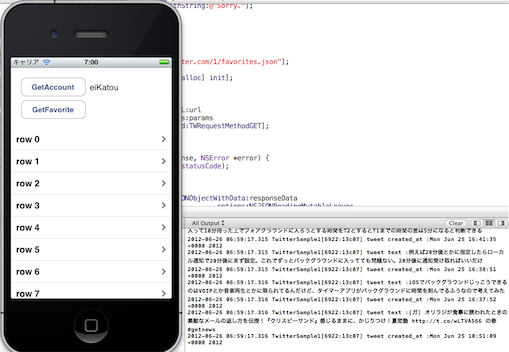 キャリア 7:00
GetAccount eiKatou
GetFavorite
row 0
row 1
row 2
row 3
row 4
row 5
row 6
row 7
thString:@"Sorry."];
ter.com/1/favorites.json"];
alloc] init];
L:url
s:params
d:TWRequestMethodGET];
nse, NSError *error) {
statusCode);
ONObjectWithData:responseData
options:NSJSONReadingMutableLeaves
All Output Clear
入って10分待った上でフォアグラウンドに入ろうとする時間をT2とするとT1までの時間の差は5分になると判断できる
2012-06-26 06:59:17.315 TwitterSample1[6922:13c07] tweet created_at :Mon Jun 25 16:41:35
+0000 2012
2012-06-26 06:59:17.315 TwitterSample1[6922:13c07] tweet text :例えば20分後とかに指定したらローカ
ル通知で20分後にまず設定。これでずっとバックグラウンドに入ってても問題ない。20分後に通知受け取ればいいだけ
2012-06-26 06:59:17.316 TwitterSample1[6922:13c07] tweet created_at :Mon Jun 25 16:38:51
+0000 2012
2012-06-26 06:59:17.316 TwitterSample1[6922:13c07] tweet text :iOSでバックグラウンドじっこうできる
のはVOIPとか音楽再生とかに限られてるんだけど、タイマーアプリがバックグラウンドに時間を刻んでるふうなので考えてみた
2012-06-26 06:59:17.316 TwitterSample1[6922:13c07] tweet created_at :Mon Jun 25 16:37:52
+0000 2012
2012-06-26 06:59:17.316 TwitterSample1[6922:13c07] tweet text :[ガ] オリラジが食事に誘われたときの
素敵なメールの返し方を伝授！『クリスピーサンド』感じるままに、かじりつけ！夏恋塾 http://t.co/wLTVA566 の巻
#getnews
2012-06-26 06:59:17.317 TwitterSample1[6922:13c07] tweet created_at :Mon Jun 25 10:51:09
+0000 2012